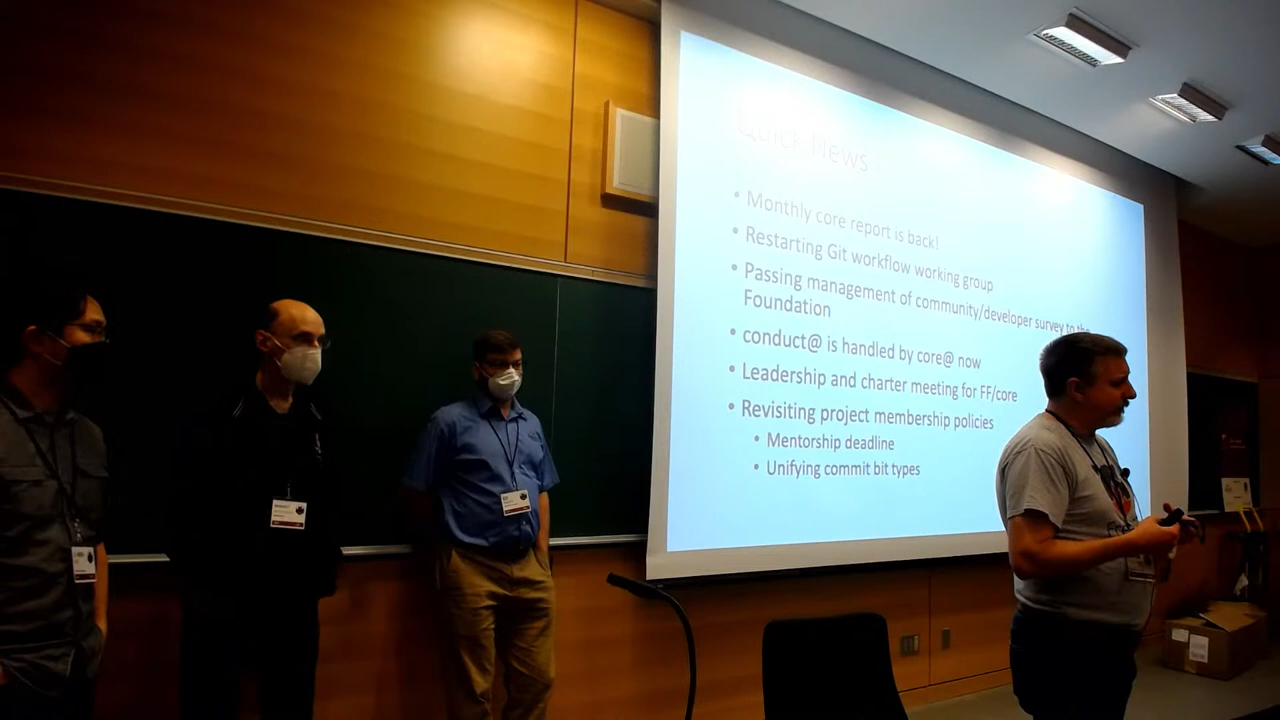 Quick News
• Monthly core report is back!
• Restarting Git workflow working group
• Passing management of community/developer survey to the
Foundation
• conduct@ is handled by core@ now
• Leadership and charter meeting for FF/core
• Revisiting project membership policies
• Mentorship deadline
• Unifying commit bit types